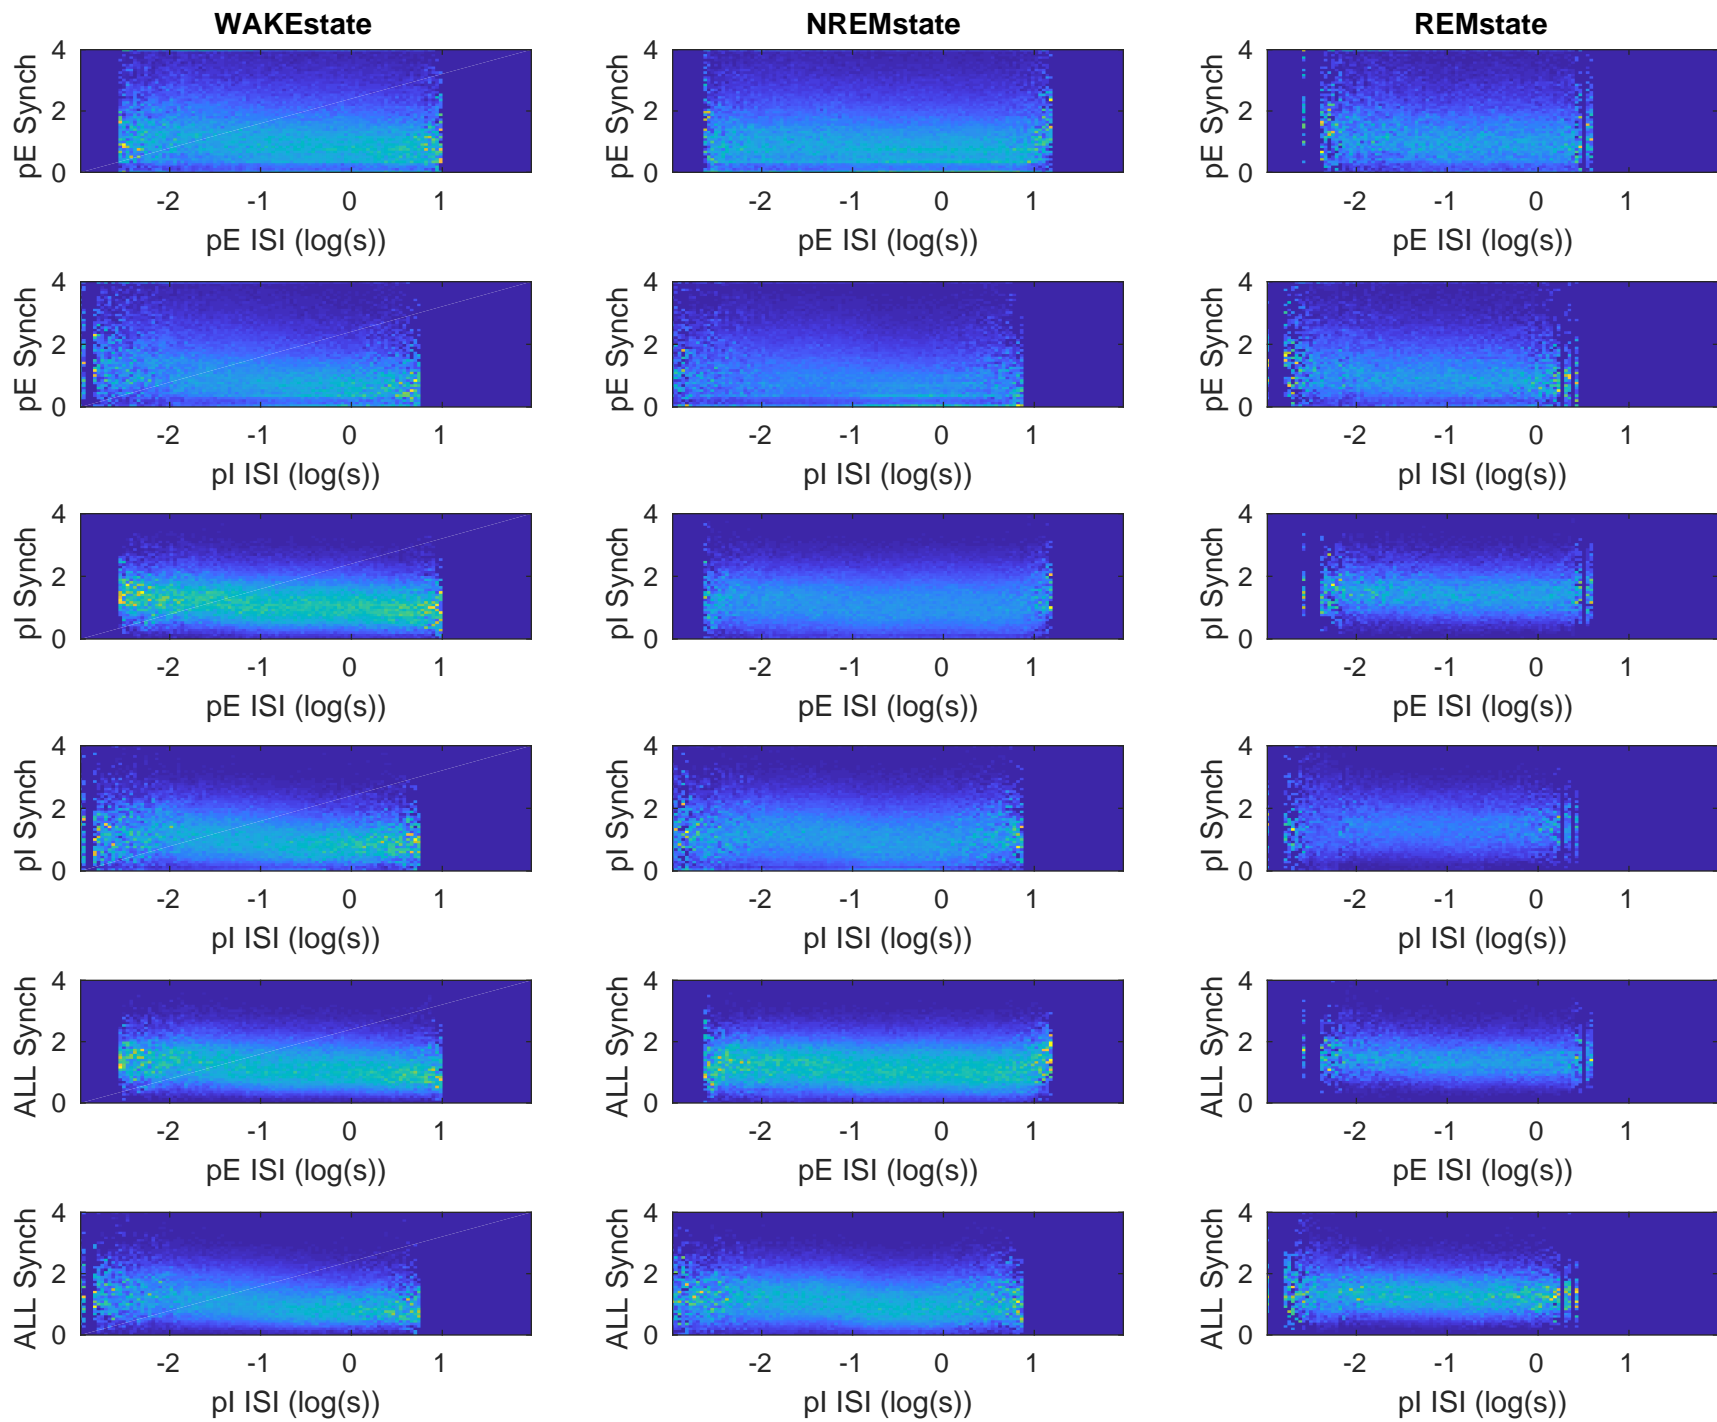 WAKEstate NREMstate REMstate
4 4 4
pE Synch pE Synch pE Synch
2 2 2
0 0 0
-2 -1 0 1 -2 -1 0 1 -2 -1 0 1
pE ISI (log(s)) pE ISI (log(s)) pE ISI (log(s))
4 4 4
pE Synch pE Synch pE Synch
2 2 2
0 0 0
-2 -1 0 1 -2 -1 0 1 -2 -1 0 1
pI ISI (log(s)) pI ISI (log(s)) pI ISI (log(s))
4 4 4
pI Synch pI Synch pI Synch
2 2 2
0 0 0
-2 -1 0 1 -2 -1 0 1 -2 -1 0 1
pE ISI (log(s)) pE ISI (log(s)) pE ISI (log(s))
4 4 4
pI Synch pI Synch pI Synch
2 2 2
0 0 0
-2 -1 0 1 -2 -1 0 1 -2 -1 0 1
pI ISI (log(s)) pI ISI (log(s)) pI ISI (log(s))
4 4 4
ALL Synch ALL Synch ALL Synch
2 2 2
0 0 0
-2 -1 0 1 -2 -1 0 1 -2 -1 0 1
pE ISI (log(s)) pE ISI (log(s)) pE ISI (log(s))
4 4 4
ALL Synch ALL Synch ALL Synch
2 2 2
0 0 0
-2 -1 0 1 -2 -1 0 1 -2 -1 0 1
pI ISI (log(s)) pI ISI (log(s)) pI ISI (log(s))